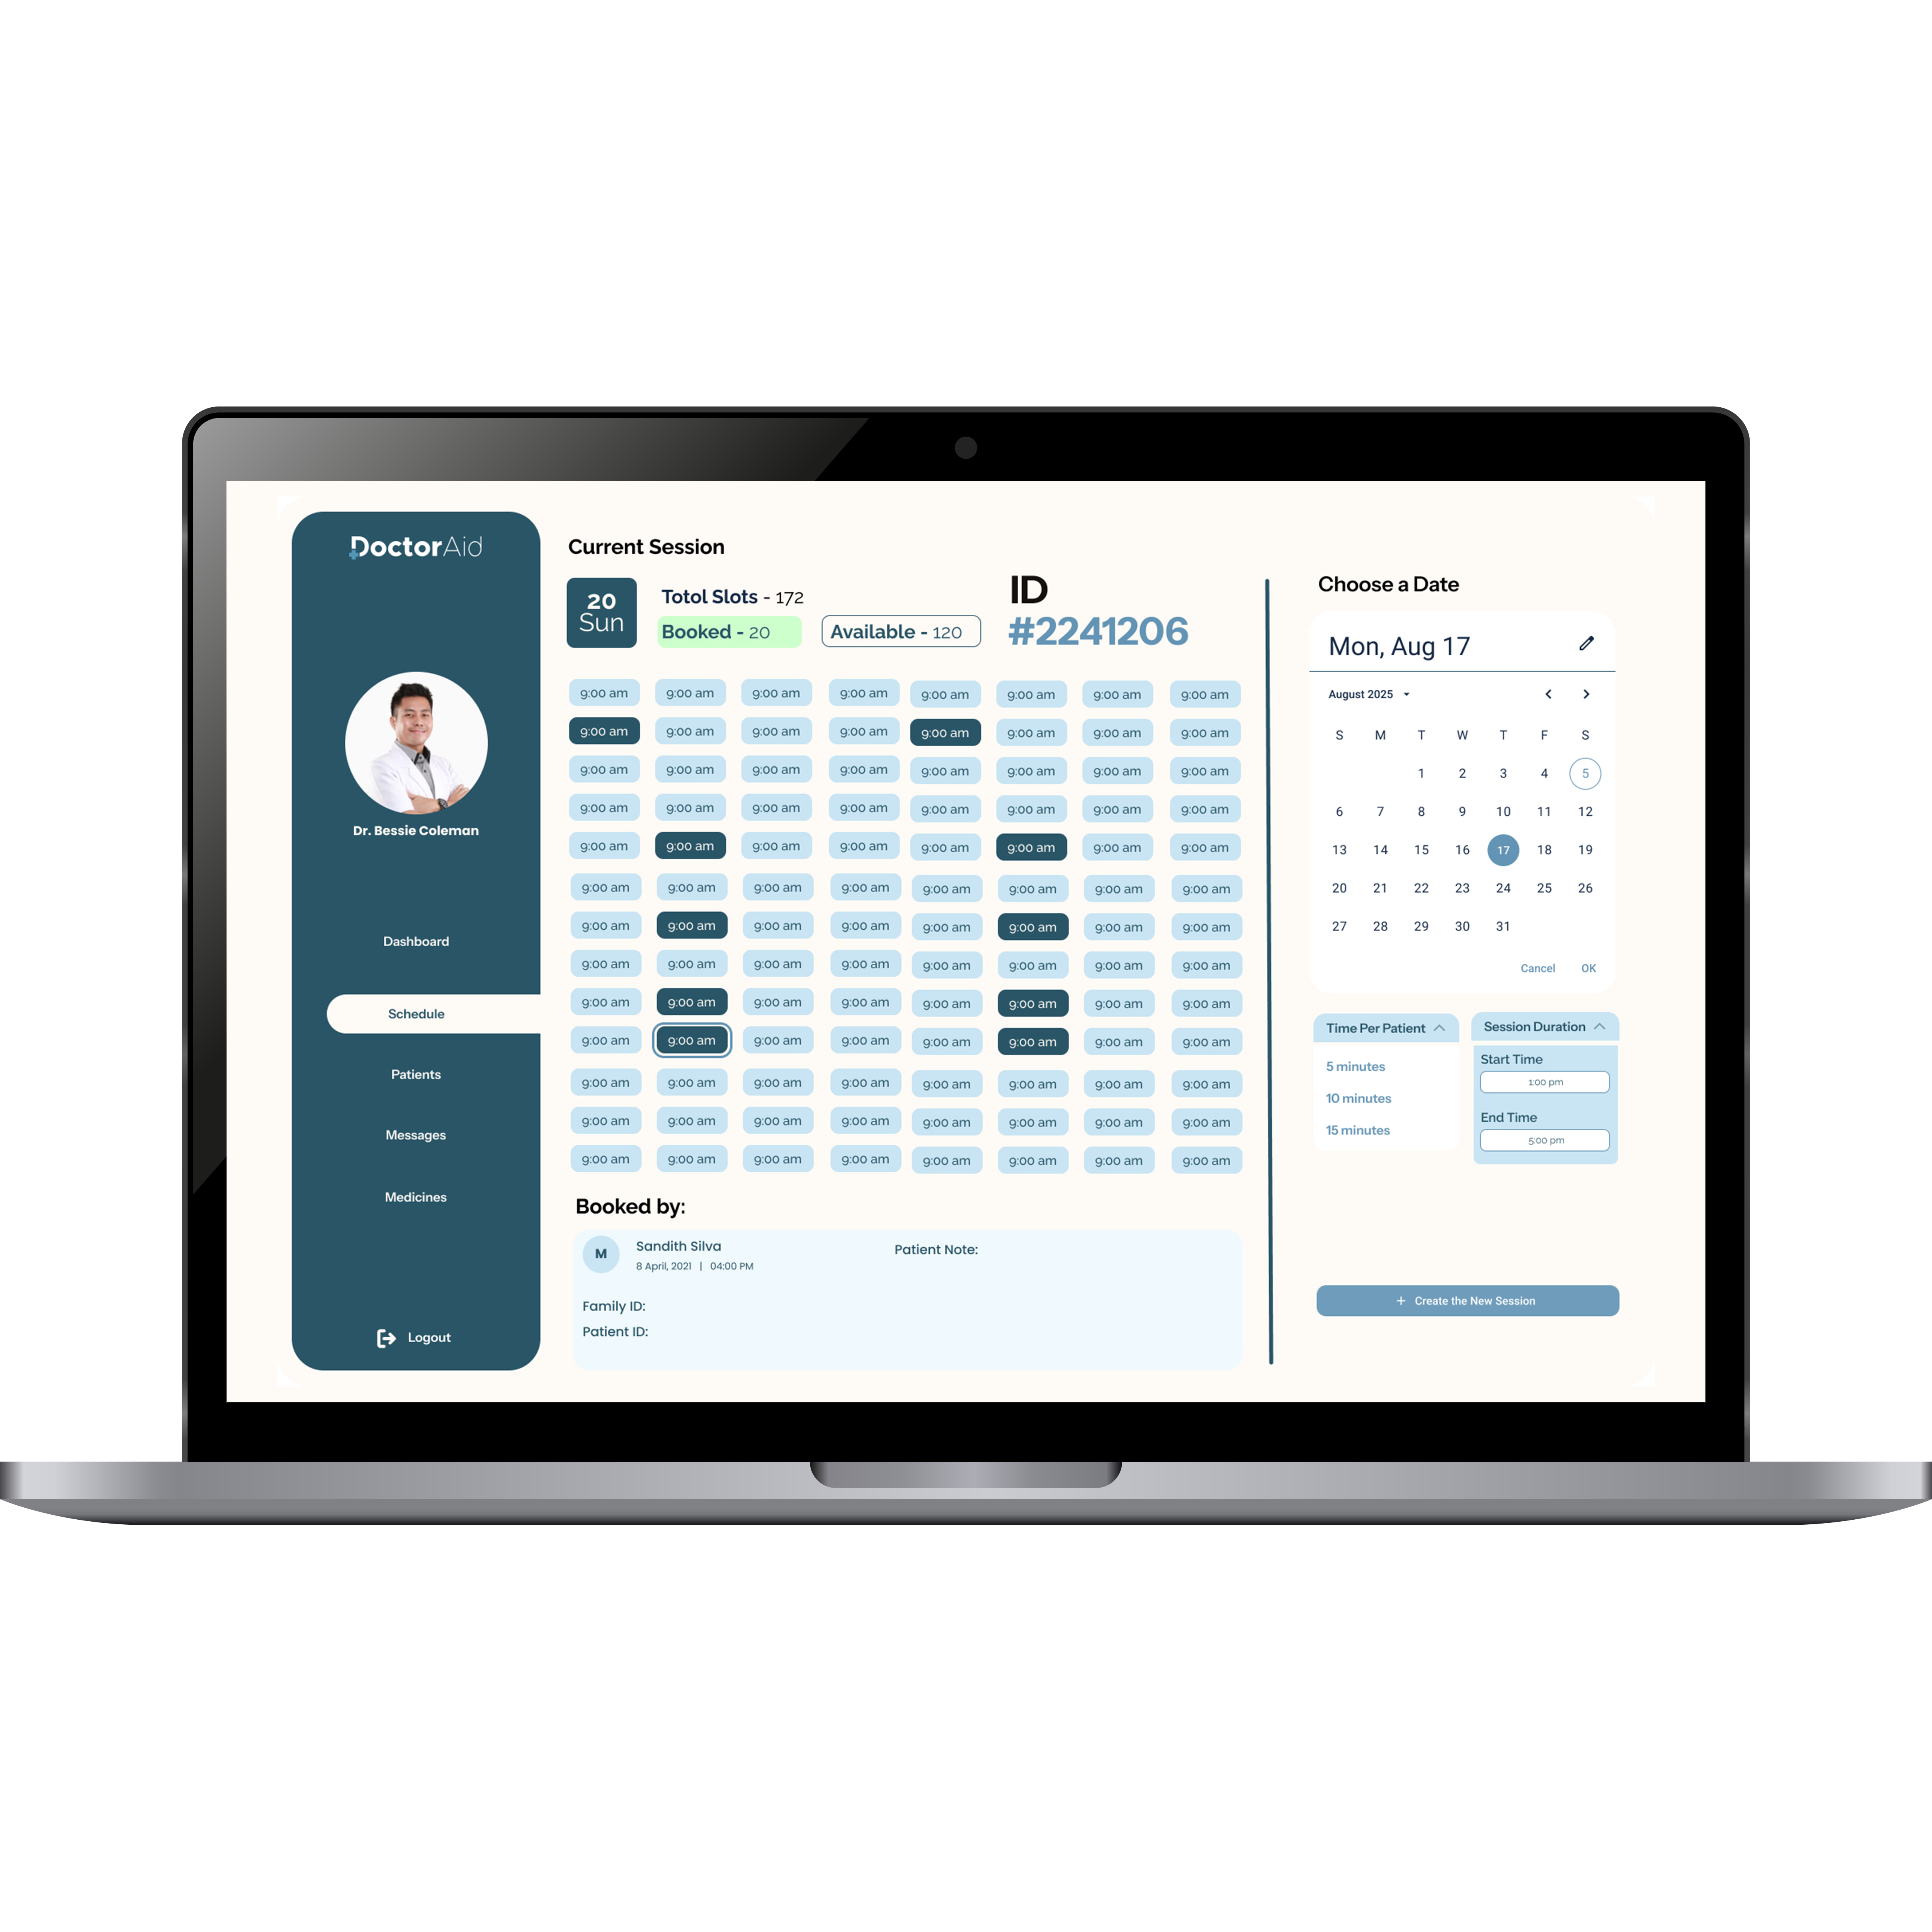 DoctorAid
Dr. Bessie Coleman
Dashboard
Schedule
Patients
Messages
Medicines
Logout
Current Session
20
Sun
Totol Slots - 172
Booked - 20
Available - 120
ID
#2241206
9:00 am 9:00 am 9:00 am 9:00 am 9:00 am 9:00 am 9:00 am 9:00 am
9:00 am 9:00 am 9:00 am 9:00 am 9:00 am 9:00 am 9:00 am 9:00 am
9:00 am 9:00 am 9:00 am 9:00 am 9:00 am 9:00 am 9:00 am 9:00 am
9:00 am 9:00 am 9:00 am 9:00 am 9:00 am 9:00 am 9:00 am 9:00 am
9:00 am 9:00 am 9:00 am 9:00 am 9:00 am 9:00 am 9:00 am 9:00 am
9:00 am 9:00 am 9:00 am 9:00 am 9:00 am 9:00 am 9:00 am 9:00 am
9:00 am 9:00 am 9:00 am 9:00 am 9:00 am 9:00 am 9:00 am 9:00 am
9:00 am 9:00 am 9:00 am 9:00 am 9:00 am 9:00 am 9:00 am 9:00 am
9:00 am 9:00 am 9:00 am 9:00 am 9:00 am 9:00 am 9:00 am 9:00 am
9:00 am 9:00 am 9:00 am 9:00 am 9:00 am 9:00 am 9:00 am 9:00 am
9:00 am 9:00 am 9:00 am 9:00 am 9:00 am 9:00 am 9:00 am 9:00 am
9:00 am 9:00 am 9:00 am 9:00 am 9:00 am 9:00 am 9:00 am 9:00 am
9:00 am 9:00 am 9:00 am 9:00 am 9:00 am 9:00 am 9:00 am 9:00 am
Booked by:
M
Sandith Silva
8 April, 2021 | 04:00 PM
Patient Note:
Family ID:
Patient ID:
Choose a Date
Mon, Aug 17
August 2025
S M T W T F S
1 2 3 4 5
6 7 8 9 10 11 12
13 14 15 16 17 18 19
20 21 22 23 24 25 26
27 28 29 30 31
Cancel OK
Time Per Patient
5 minutes
10 minutes
15 minutes
Session Duration
Start Time
1:00 pm
End Time
5:00 pm
+ Create the New Session